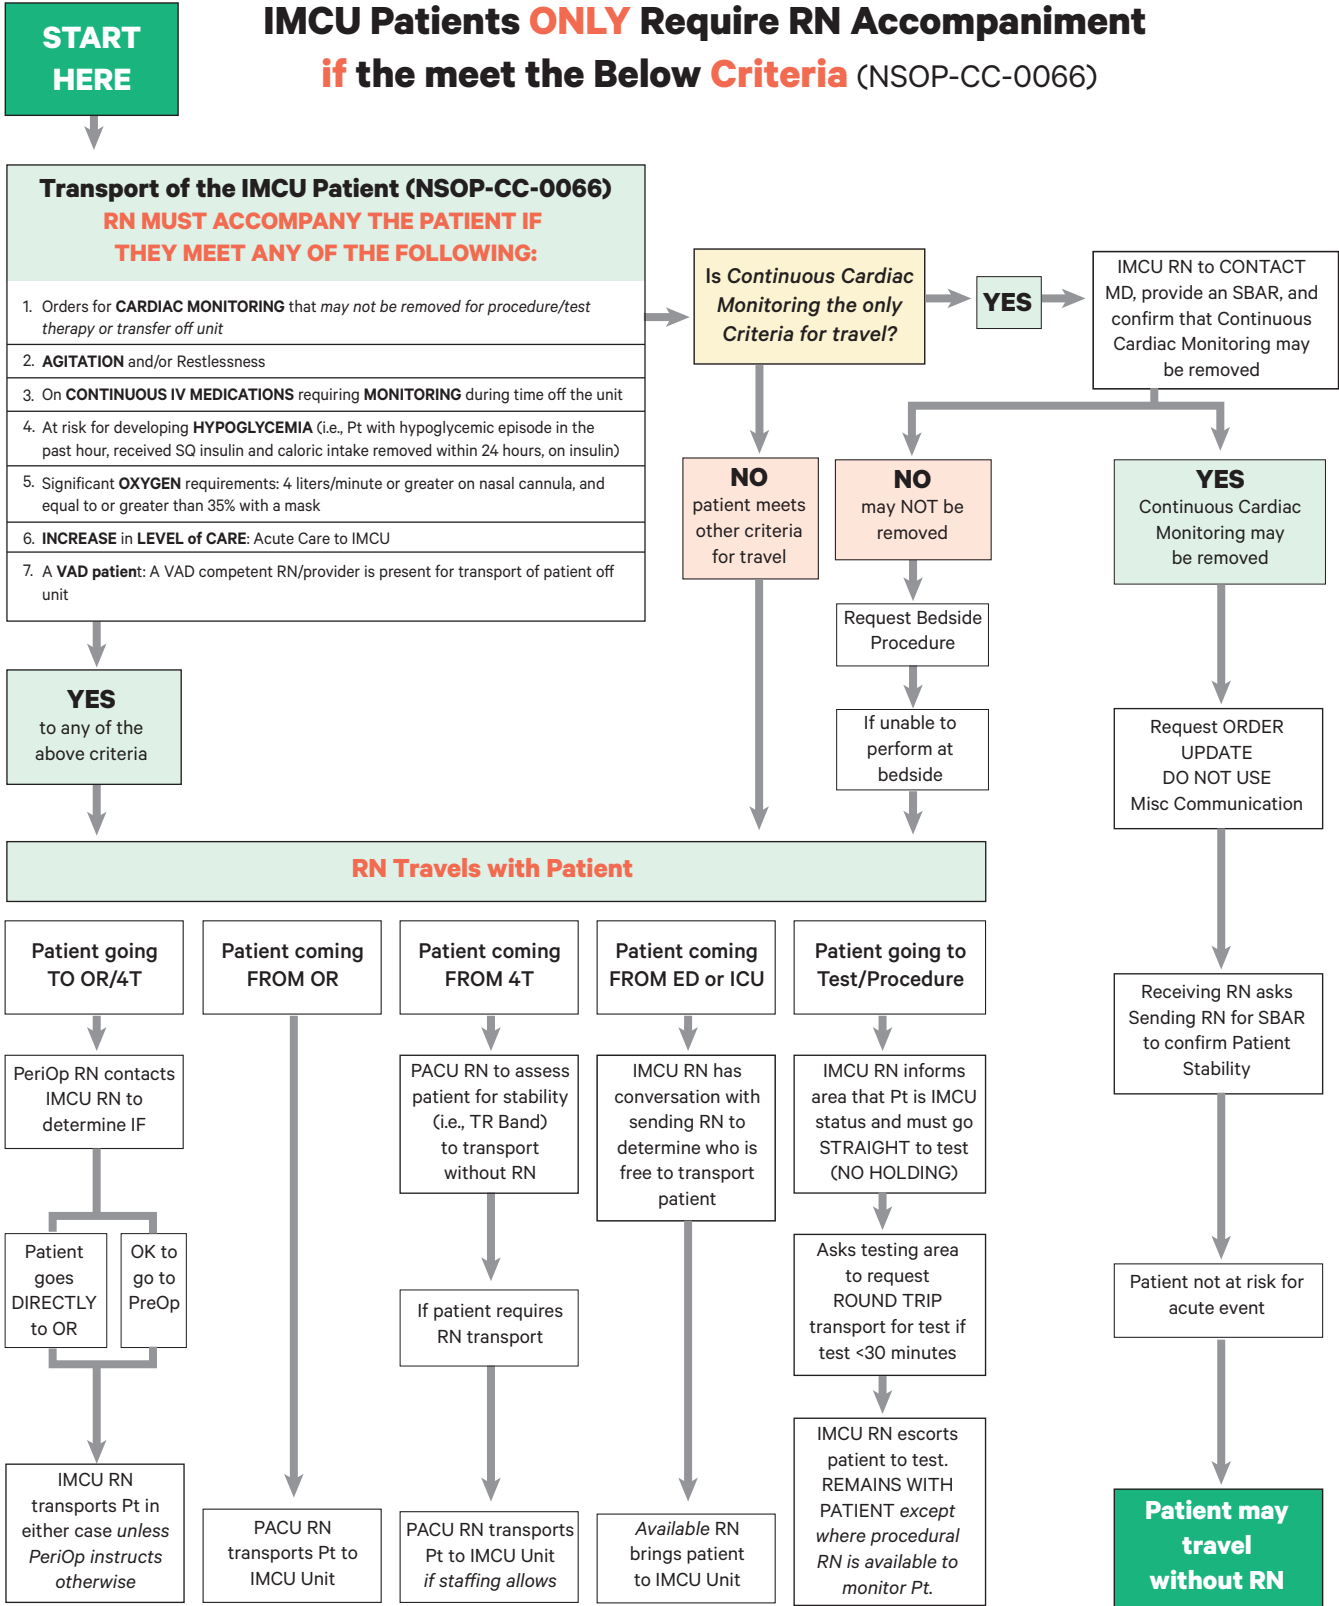 START
HERE
IMCU Patients ONLY Require RN Accompaniment
if the meet the Below Criteria (NSOP-CC-0066)
Transport of the IMCU Patient (NSOP-CC-0066)
RN MUST ACCOMPANY THE PATIENT IF
THEY MEET ANY OF THE FOLLOWING:
1. Orders for CARDIAC MONITORING that may not be removed for procedure/test
therapy or transfer off unit
2. AGITATION and/or Restlessness
3. On CONTINUOUS IV MEDICATIONS requiring MONITORING during time off the unit
4. At risk for developing HYPOGLYCEMIA (i.e., Pt with hypoglycemic episode in the
past hour, received SQ insulin and caloric intake removed within 24 hours, on insulin)
5. Significant OXYGEN requirements: 4 liters/minute or greater on nasal cannula, and
equal to or greater than 35% with a mask
6. INCREASE in LEVEL of CARE: Acute Care to IMCU
7. A VAD patient: A VAD competent RN/provider is present for transport of patient off
unit
Is Continuous Cardiac
Monitoring the only
Criteria for travel?
YES
IMCU RN to CONTACT
MD, provide an SBAR, and
confirm that Continuous
Cardiac Monitoring may
be removed
NO
patient meets
other criteria
for travel
NO
may NOT be
removed
YES
Continuous Cardiac
Monitoring may
be removed
Request Bedside
Procedure
If unable to
perform at
bedside
Request ORDER
UPDATE
DO NOT USE
Misc Communication
YES
to any of the
above criteria
RN Travels with Patient
Patient going
TO OR/4T
Patient coming
FROM OR
Patient coming
FROM 4T
Patient coming
FROM ED or ICU
Patient going to
Test/Procedure
Receiving RN asks
Sending RN for SBAR
to confirm Patient
Stability
PeriOp RN contacts
IMCU RN to
determine IF
PACU RN to assess
patient for stability
(i.e., TR Band)
to transport
without RN
IMCU RN has
conversation with
sending RN to
determine who is
free to transport
patient
IMCU RN informs
area that Pt is IMCU
status and must go
STRAIGHT to test
(NO HOLDING)
Patient
goes
DIRECTLY
to OR
OK to
go to
PreOp
If patient requires
RN transport
Asks testing area
to request
ROUND TRIP
transport for test if
test <30 minutes
Patient not at risk for
acute event
IMCU RN
transports Pt in
either case unless
PeriOp instructs
otherwise
PACU RN
transports Pt to
IMCU Unit
PACU RN transports
Pt to IMCU Unit
if staffing allows
Available RN
brings patient
to IMCU Unit
IMCU RN escorts
patient to test.
REMAINS WITH
PATIENT except
where procedural
RN is available to
monitor Pt.
Patient may
travel
without RN